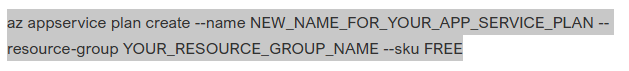 az appservice plan create --name NEW_NAME_FOR_YOUR_APP_SERVICE_PLAN --
resource-group YOUR_RESOURCE_GROUP_NAME --sku FREE